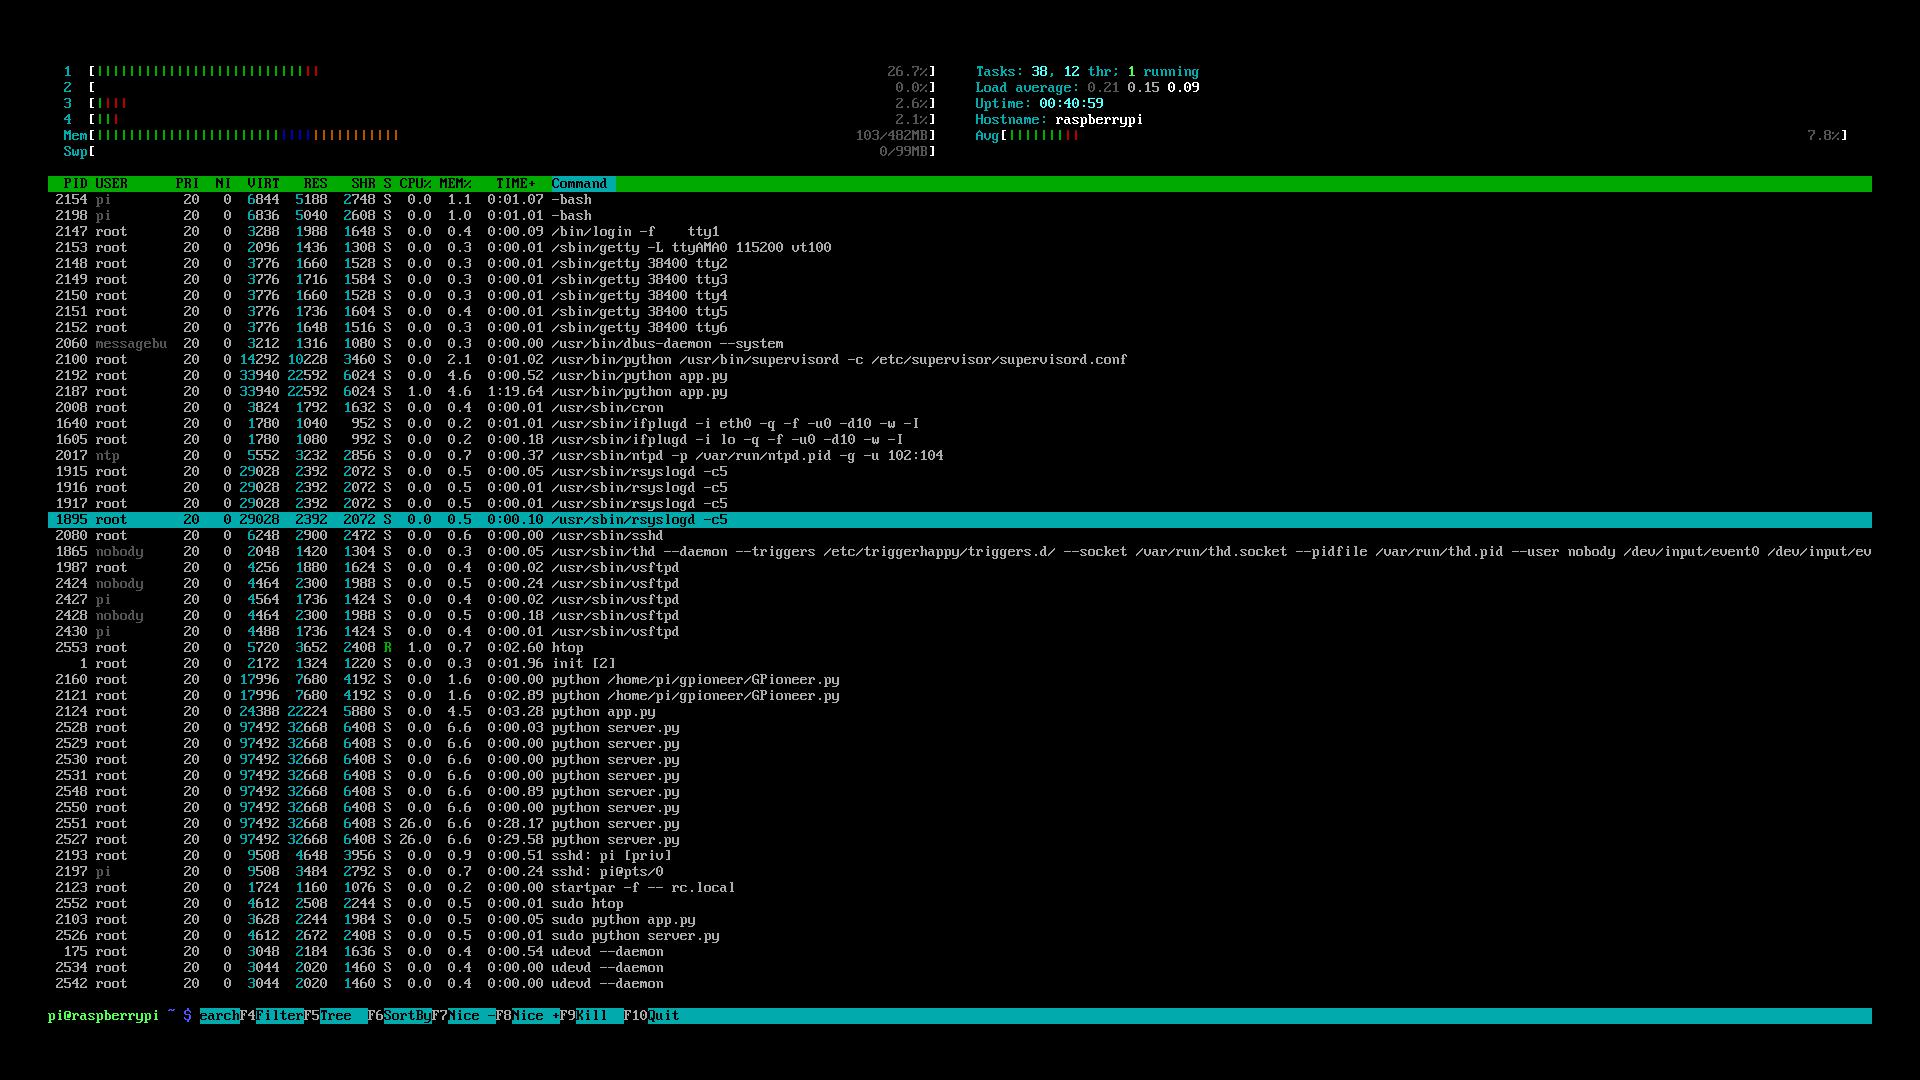 1 [||||||||||||||||||||||||||| 26.7%] Tasks: 38, 12 thr; 1 running
2 [ 0.0%] Load average: 0.21 0.15 0.09
3 [|||| 2.6%] Uptime: 00:40:59
4 [||| 2.1%] Hostname: raspberrypi
Mem[|||||||||||||||||||||||||||||||||||||| 103/482MB] Avg[||||||||| 7.8%]
Swp[ 0/99MB]
PID USER PRI NI VIRT RES SHR S CPU% MEM% TIME+ Command
2154 pi 20 0 6844 5188 2748 S 0.0 1.1 0:01.07 -bash
2198 pi 20 0 6836 5040 2608 S 0.0 1.0 0:01.01 -bash
2147 root 20 0 3288 1988 1648 S 0.0 0.4 0:00.09 /bin/login -f tty1
2153 root 20 0 2096 1436 1308 S 0.0 0.3 0:00.01 /sbin/getty -L ttyAMA0 115200 vt100
2148 root 20 0 3776 1660 1528 S 0.0 0.3 0:00.01 /sbin/getty 38400 tty2
2149 root 20 0 3776 1716 1584 S 0.0 0.3 0:00.01 /sbin/getty 38400 tty3
2150 root 20 0 3776 1660 1528 S 0.0 0.3 0:00.01 /sbin/getty 38400 tty4
2151 root 20 0 3776 1736 1604 S 0.0 0.4 0:00.01 /sbin/getty 38400 tty5
2152 root 20 0 3776 1648 1516 S 0.0 0.3 0:00.01 /sbin/getty 38400 tty6
2060 messagebu 20 0 3212 1316 1080 S 0.0 0.3 0:00.00 /usr/bin/dbus-daemon --system
2100 root 20 0 14292 10228 3460 S 0.0 2.1 0:01.02 /usr/bin/python /usr/bin/supervisord -c /etc/supervisor/supervisord.conf
2192 root 20 0 33940 22592 6024 S 0.0 4.6 0:00.52 /usr/bin/python app.py
2187 root 20 0 33940 22592 6024 S 1.0 4.6 1:19.64 /usr/bin/python app.py
2008 root 20 0 3824 1792 1632 S 0.0 0.4 0:00.01 /usr/sbin/cron
1640 root 20 0 1780 1040 952 S 0.0 0.2 0:01.01 /usr/sbin/ifplugd -i eth0 -q -f -u0 -d10 -w -I
1605 root 20 0 1780 1080 992 S 0.0 0.2 0:00.18 /usr/sbin/ifplugd -i lo -q -f -u0 -d10 -w -I
2017 ntp 20 0 5552 3232 2856 S 0.0 0.7 0:00.37 /usr/sbin/ntpd -p /var/run/ntpd.pid -g -u 102:104
1915 root 20 0 29028 2392 2072 S 0.0 0.5 0:00.05 /usr/sbin/rsyslogd -c5
1916 root 20 0 29028 2392 2072 S 0.0 0.5 0:00.01 /usr/sbin/rsyslogd -c5
1917 root 20 0 29028 2392 2072 S 0.0 0.5 0:00.01 /usr/sbin/rsyslogd -c5
1895 root 20 0 29028 2392 2072 S 0.0 0.5 0:00.10 /usr/sbin/rsyslogd -c5
2080 root 20 0 6248 2900 2472 S 0.0 0.6 0:00.00 /usr/sbin/sshd
1865 nobody 20 0 2048 1420 1304 S 0.0 0.3 0:00.05 /usr/sbin/thd --daemon --triggers /etc/triggerhappy/triggers.d/ --socket /var/run/thd.socket --pidfile /var/run/thd.pid --user nobody /dev/input/event0 /dev/input/ev
1987 root 20 0 4256 1880 1624 S 0.0 0.4 0:00.02 /usr/sbin/vsftpd
2424 nobody 20 0 4464 2300 1988 S 0.0 0.5 0:00.24 /usr/sbin/vsftpd
2427 pi 20 0 4564 1736 1424 S 0.0 0.4 0:00.02 /usr/sbin/vsftpd
2428 nobody 20 0 4464 2300 1988 S 0.0 0.5 0:00.18 /usr/sbin/vsftpd
2430 pi 20 0 4488 1736 1424 S 0.0 0.4 0:00.01 /usr/sbin/vsftpd
2553 root 20 0 5720 3652 2408 R 1.0 0.7 0:02.60 htop
1 root 20 0 2172 1324 1220 S 0.0 0.3 0:01.96 init [2]
2160 root 20 0 17996 7680 4192 S 0.0 1.6 0:00.00 python /home/pi/gpioneer/GPioneer.py
2121 root 20 0 17996 7680 4192 S 0.0 1.6 0:02.89 python /home/pi/gpioneer/GPioneer.py
2124 root 20 0 24388 22224 5880 S 0.0 4.5 0:03.28 python app.py
2528 root 20 0 97492 32668 6408 S 0.0 6.6 0:00.03 python server.py
2529 root 20 0 97492 32668 6408 S 0.0 6.6 0:00.00 python server.py
2530 root 20 0 97492 32668 6408 S 0.0 6.6 0:00.00 python server.py
2531 root 20 0 97492 32668 6408 S 0.0 6.6 0:00.00 python server.py
2548 root 20 0 97492 32668 6408 S 0.0 6.6 0:00.89 python server.py
2550 root 20 0 97492 32668 6408 S 0.0 6.6 0:00.00 python server.py
2551 root 20 0 97492 32668 6408 S 26.0 6.6 0:28.17 python server.py
2527 root 20 0 97492 32668 6408 S 26.0 6.6 0:29.58 python server.py
2193 root 20 0 9508 4648 3956 S 0.0 0.9 0:00.51 sshd: pi [priv]
2197 pi 20 0 9508 3484 2792 S 0.0 0.7 0:00.24 sshd: pi@pts/0
2123 root 20 0 1724 1160 1076 S 0.0 0.2 0:00.00 startpar -f -- rc.local
2552 root 20 0 4612 2508 2244 S 0.0 0.5 0:00.01 sudo htop
2103 root 20 0 3628 2244 1984 S 0.0 0.5 0:00.05 sudo python app.py
2526 root 20 0 4612 2672 2408 S 0.0 0.5 0:00.01 sudo python server.py
175 root 20 0 3048 2184 1636 S 0.0 0.4 0:00.54 udevd --daemon
2534 root 20 0 3044 2020 1460 S 0.0 0.4 0:00.00 udevd --daemon
2542 root 20 0 3044 2020 1460 S 0.0 0.4 0:00.00 udevd --daemon
pi@raspberrypi ~ $ earchF4FilterF5Tree F6SortByF7Nice -F8Nice +F9Kill F10Quit